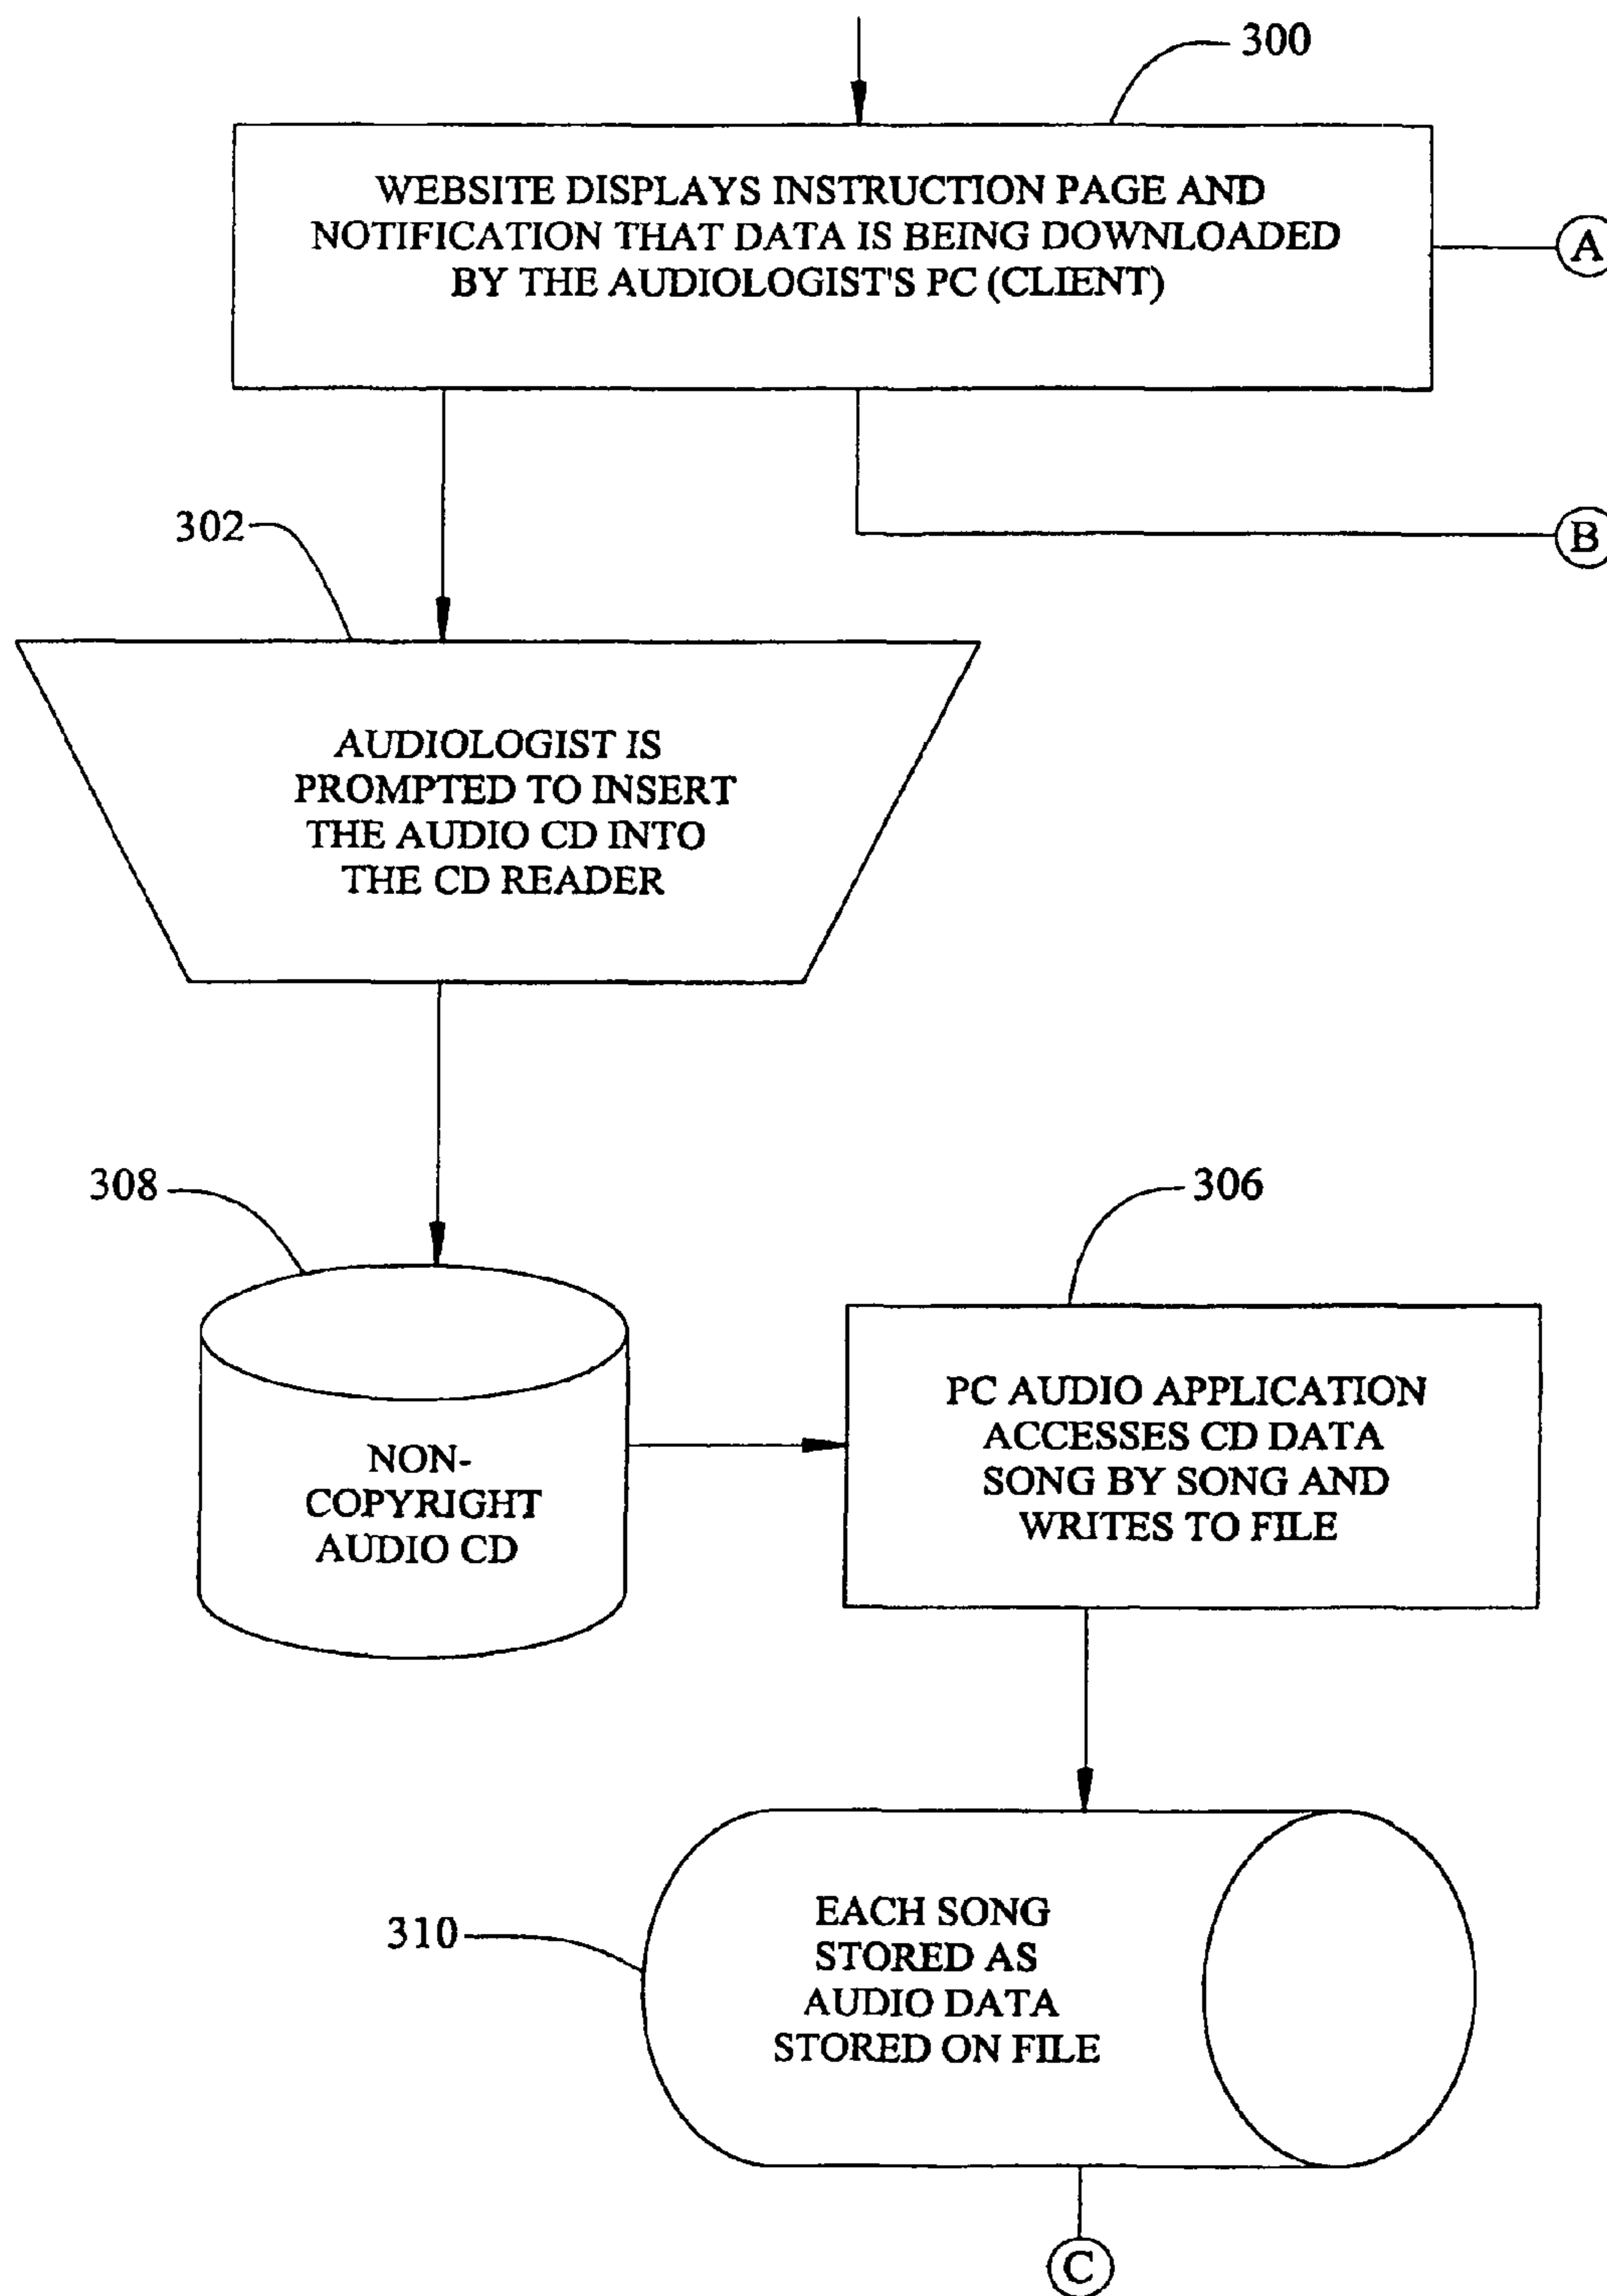 300
WEBSITE DISPLAYS INSTRUCTION PAGE AND
NOTIFICATION THAT DATA IS BEING DOWNLOADED
BY THE AUDIOLOGIST'S PC (CLIENT)
A
B
302
AUDIOLOGIST IS
PROMPTED TO INSERT
THE AUDIO CD INTO
THE CD READER
308
NON-
COPYRIGHT
AUDIO CD
306
PC AUDIO APPLICATION
ACCESSES CD DATA
SONG BY SONG AND
WRITES TO FILE
310
EACH SONG
STORED AS
AUDIO DATA
STORED ON FILE
C